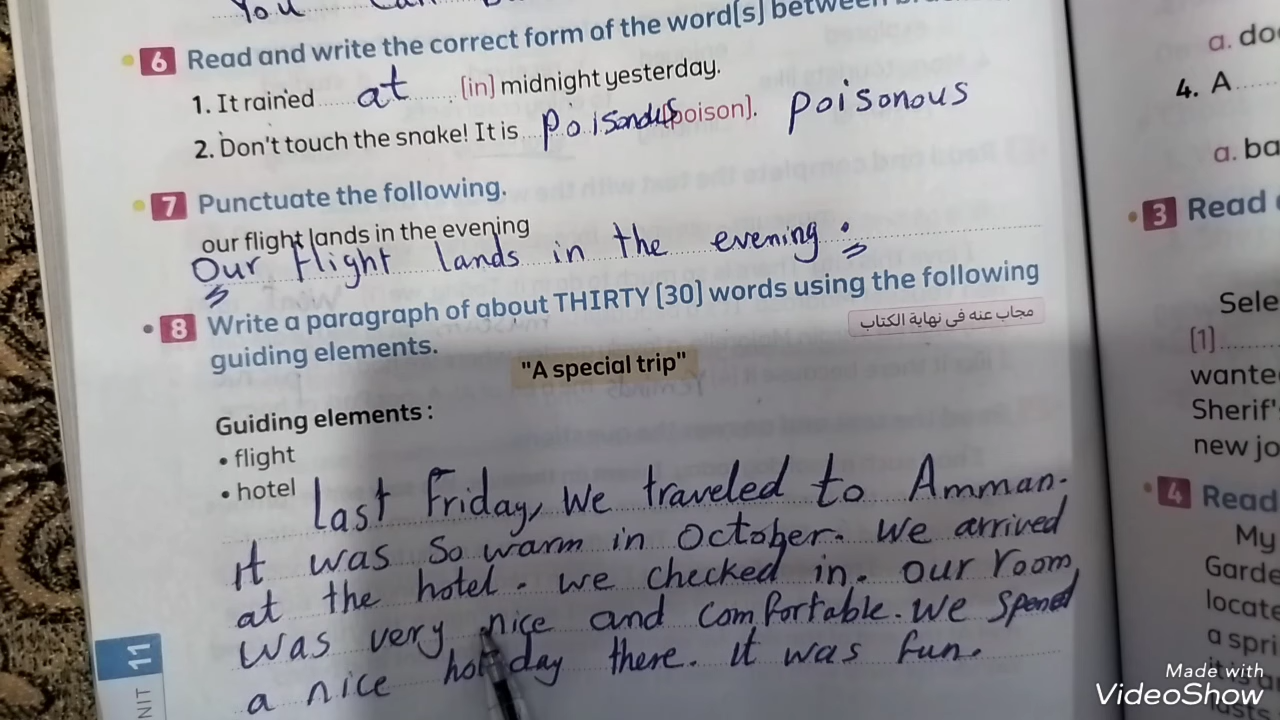 You can
6 Read and write the correct form of the word(s) between
1. It rained at [in] midnight yesterday.
2. Don't touch the snake! It is poisonous [poison]. poisonous
7 Punctuate the following.
our flight lands in the evening
Our flight lands in the evening.
8 Write a paragraph of about THIRTY (30) words using the following
guiding elements.
مجاب عنه فى نهاية الكتاب
"A special trip"
Guiding elements :
• flight
• hotel
last Friday, we traveled to Amman.
it was so warm in October. we arrived
at the hotel. we checked in. our room
was very nice and comfortable. we spened
a nice holiday there. it was fun.
UNIT 11
a. do
4. A
a. ba
3 Read
Sele
[1]
wante
Sherif'
new jo
4 Read
My
Garde
locate
a spri
Made with
VideoShow